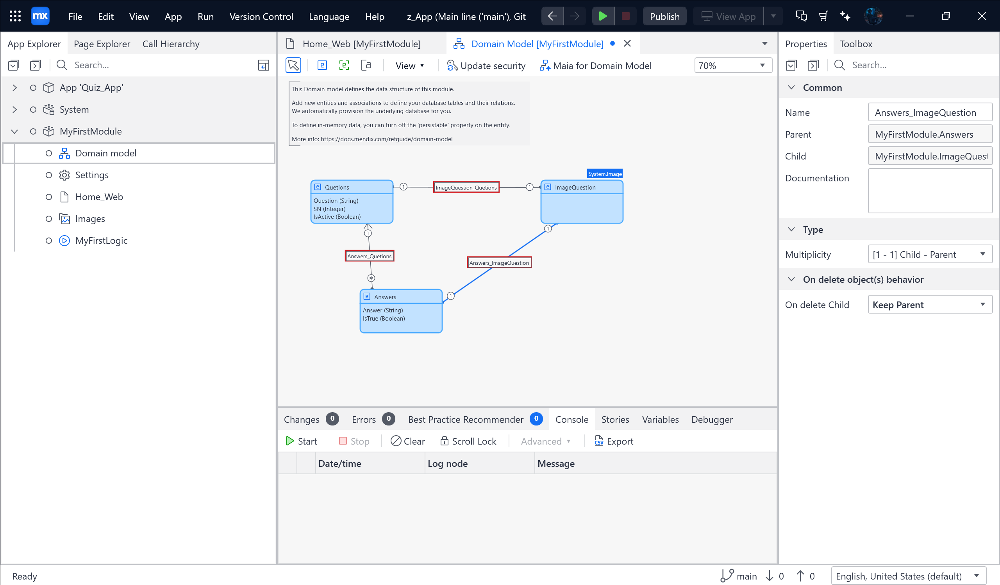 mx File Edit View App Run Version Control Language Help z_App (Main line ('main'), Git Publish View App
App Explorer Page Explorer Call Hierarchy
Search...
App 'Quiz_App'
System
MyFirstModule
Domain model
Settings
Home_Web
Images
MyFirstLogic
Home_Web [MyFirstModule] Domain Model [MyFirstModule]
View Update security Maia for Domain Model 70%
This Domain model defines the data structure of this module.
Add new entities and associations to define your database tables and their relations.
We automatically provision the underlying database for you.
To define in-memory data, you can turn off the 'persistable' property on the entity.
More info: https://docs.mendix.com/refguide/domain-model
System.Image
Quetions
Question (String)
SN (Integer)
IsActive (Boolean)
1 ImageQuestion_Quetions 1
ImageQuestion
1
Answers_Quetions
*
1
Answers_ImageQuestion
1
Answers
Answer (String)
IsTrue (Boolean)
Changes 0 Errors 0 Best Practice Recommender 0 Console Stories Variables Debugger
Start Stop Clear Scroll Lock Advanced CSV Export
Date/time Log node Message
Properties Toolbox
Search...
Common
Name Answers_ImageQuestion
Parent MyFirstModule.Answers
Child MyFirstModule.ImageQuest
Documentation
Type
Multiplicity [1 - 1] Child - Parent
On delete object(s) behavior
On delete Child Keep Parent
Ready main 0 0 English, United States (default)